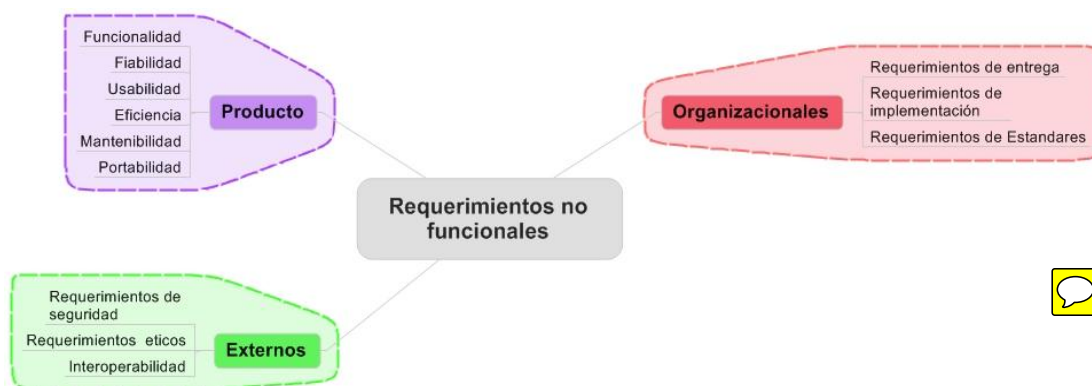 Funcionalidad
Fiabilidad
Usabilidad
Eficiencia
Mantenibilidad
Portabilidad
Producto
Organizacionales
Requerimientos de entrega
Requerimientos de
implementación
Requerimientos de Estandares
Requerimientos no
funcionales
Requerimientos de
seguridad
Requerimientos eticos
Interoperabilidad
Externos